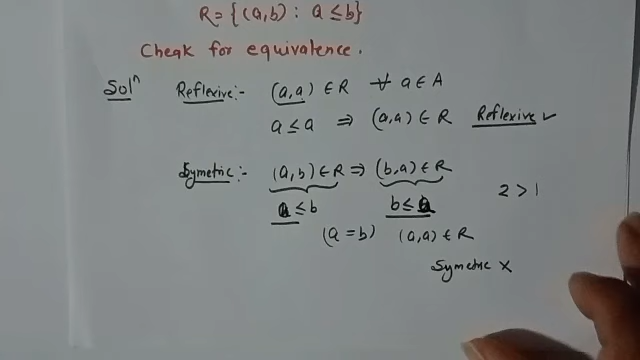 R = {(a,b) : a ≤ b}
Cheak for equivalence.
Solⁿ Reflexive:- (a,a) ∈ R ∀ a ∈ A
a ≤ a ⇒ (a,a) ∈ R Reflexive ✓
Symetric:- (a,b) ∈ R ⇒ (b,a) ∈ R
a ≤ b b ≤ a 2 > 1
(a = b) (a,a) ∈ R
Symetric ×